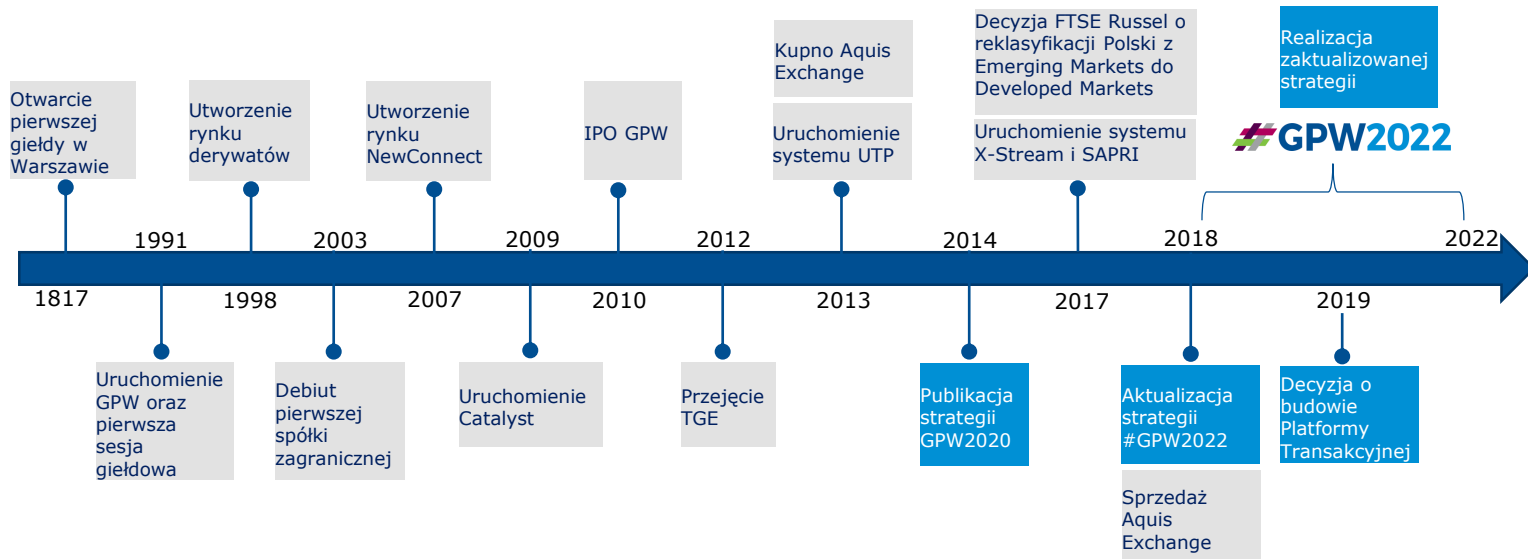 Otwarcie
pierwszej
giełdy w
Warszawie
Utworzenie
rynku
derywatów
Utworzenie
rynku
NewConnect
IPO GPW
Kupno Aquis
Exchange
Uruchomienie
systemu UTP
Decyzja FTSE Russel o
reklasyfikacji Polski z
Emerging Markets do
Developed Markets
Uruchomienie systemu
X-Stream i SAPRI
Realizacja
zaktualizowanej
strategii
#GPW2022
1991
2003
2009
2012
2014
2018
2022
1817
1998
2007
2010
2013
2017
2019
Uruchomienie
GPW oraz
pierwsza
sesja
giełdowa
Debiut
pierwszej
spółki
zagranicznej
Uruchomienie
Catalyst
Przejęcie
TGE
Publikacja
strategii
GPW2020
Aktualizacja
strategii
#GPW2022
Sprzedaż
Aquis
Exchange
Decyzja o
budowie
Platformy
Transakcyjnej